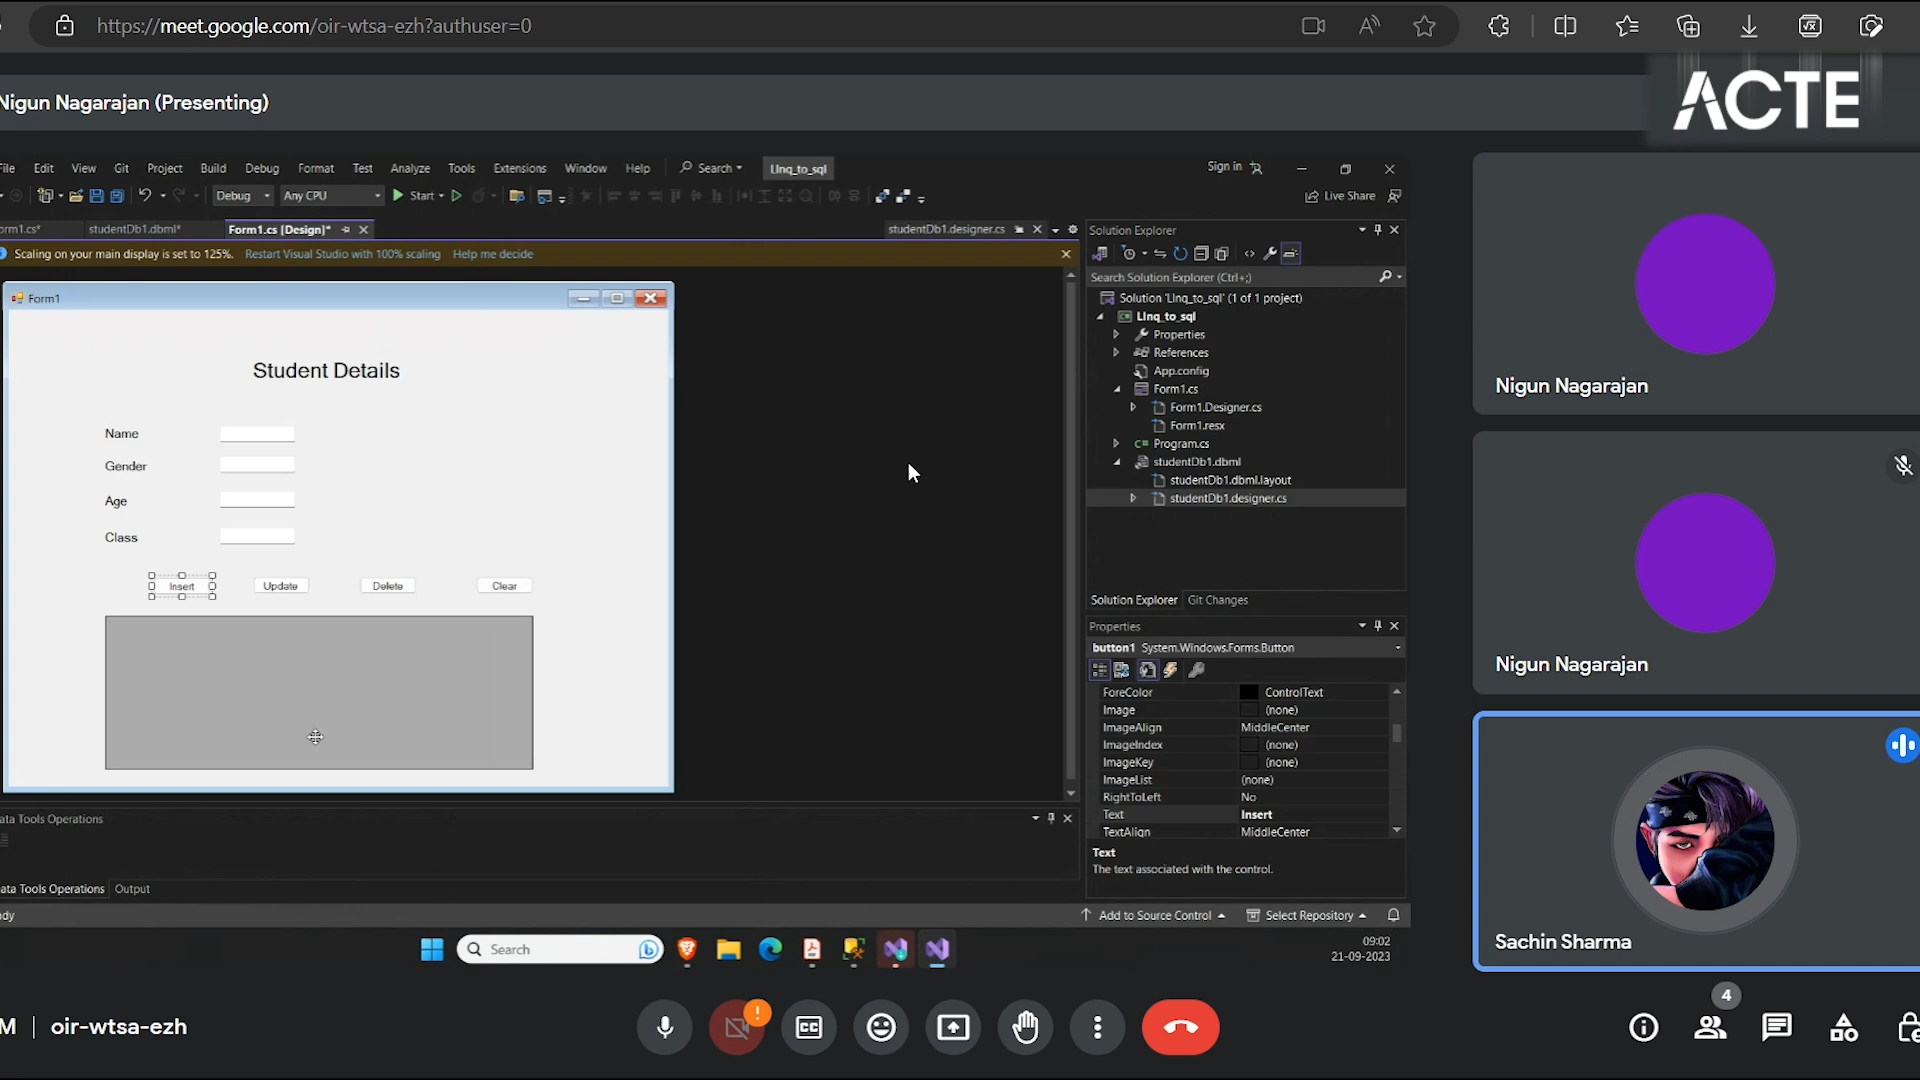 https://meet.google.com/oir-wtsa-ezh?authuser=0
ACTE
Nigun Nagarajan (Presenting)
File Edit View Git Project Build Debug Format Test Analyze Tools Extensions Window Help Search LInq_to_sql Sign in
Debug Any CPU Start Live Share
orm1.cs* studentDb1.dbml* Form1.cs [Design]* studentDb1.designer.cs
Scaling on your main display is set to 125%. Restart Visual Studio with 100% scaling Help me decide
Form1
Student Details
Name
Gender
Age
Class
Insert Update Delete Clear
Solution Explorer
Search Solution Explorer (Ctrl+;)
Solution 'LInq_to_sql' (1 of 1 project)
LInq_to_sql
Properties
References
App.config
Form1.cs
Form1.Designer.cs
Form1.resx
Program.cs
studentDb1.dbml
studentDb1.dbml.layout
studentDb1.designer.cs
Solution Explorer Git Changes
Properties
button1 System.Windows.Forms.Button
ForeColor ControlText
Image (none)
ImageAlign MiddleCenter
ImageIndex (none)
ImageKey (none)
ImageList (none)
RightToLeft No
Text Insert
TextAlign MiddleCenter
Text
The text associated with the control.
ata Tools Operations
ata Tools Operations Output
dy
Add to Source Control Select Repository
Search
09:02
21-09-2023
Nigun Nagarajan
Nigun Nagarajan
Sachin Sharma
M | oir-wtsa-ezh
4